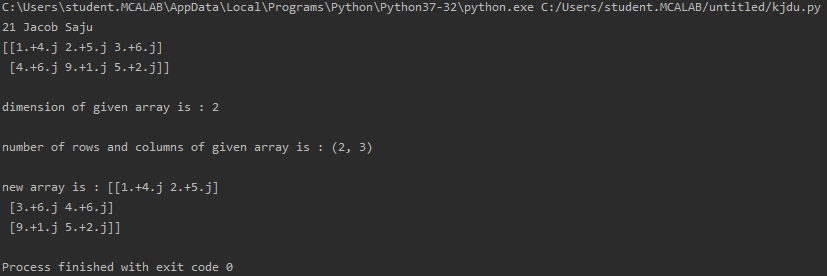 C:\Users\student.MCALAB\AppData\Local\Programs\Python\Python37-32\python.exe C:/Users/student.MCALAB/untitled/kjdu.py
21 Jacob Saju
[[1.+4.j 2.+5.j 3.+6.j]
 [4.+6.j 9.+1.j 5.+2.j]]
dimension of given array is : 2
number of rows and columns of given array is : (2, 3)
new array is : [[1.+4.j 2.+5.j]
 [3.+6.j 4.+6.j]
 [9.+1.j 5.+2.j]]
Process finished with exit code 0